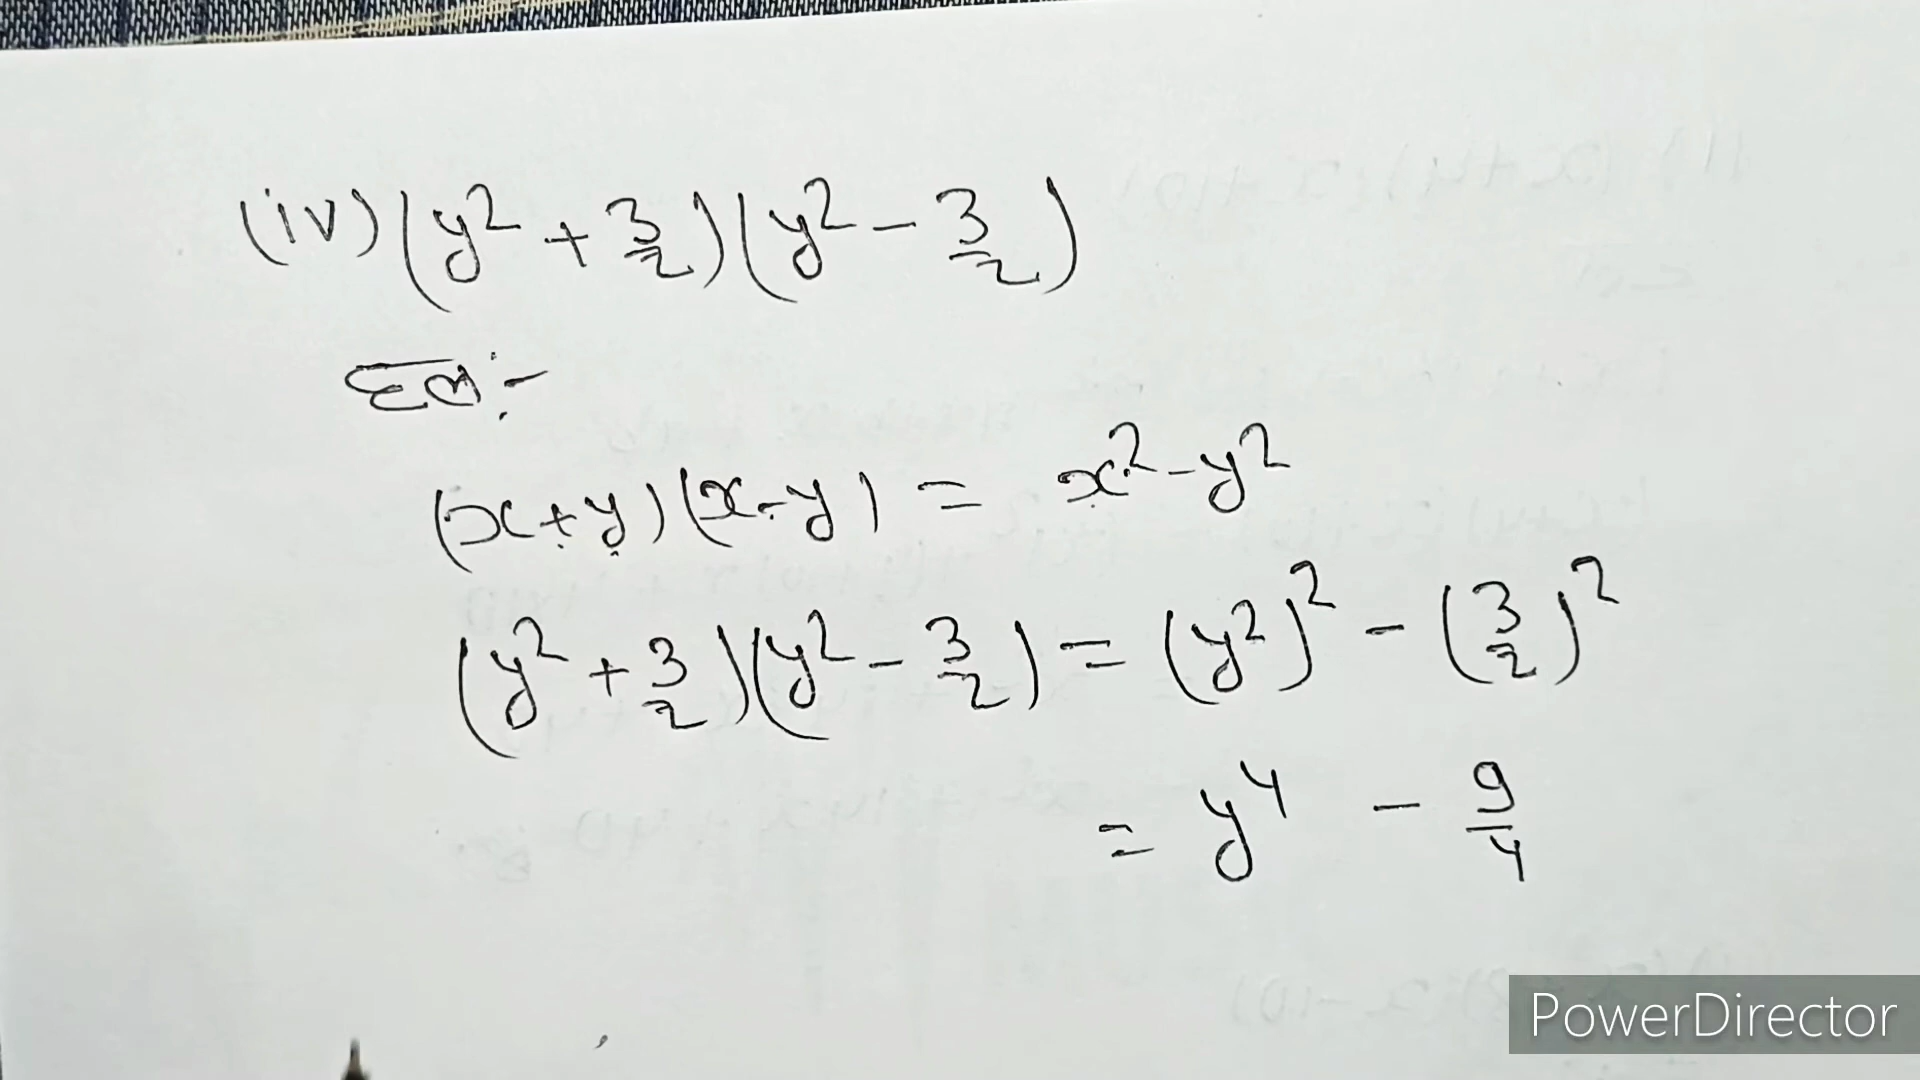 (iv) (y² + 3/2)(y² - 3/2)
हल:-
(x+y)(x-y) = x² - y²
(y² + 3/2)(y² - 3/2) = (y²)² - (3/2)²
= y⁴ - 9/4
PowerDirector